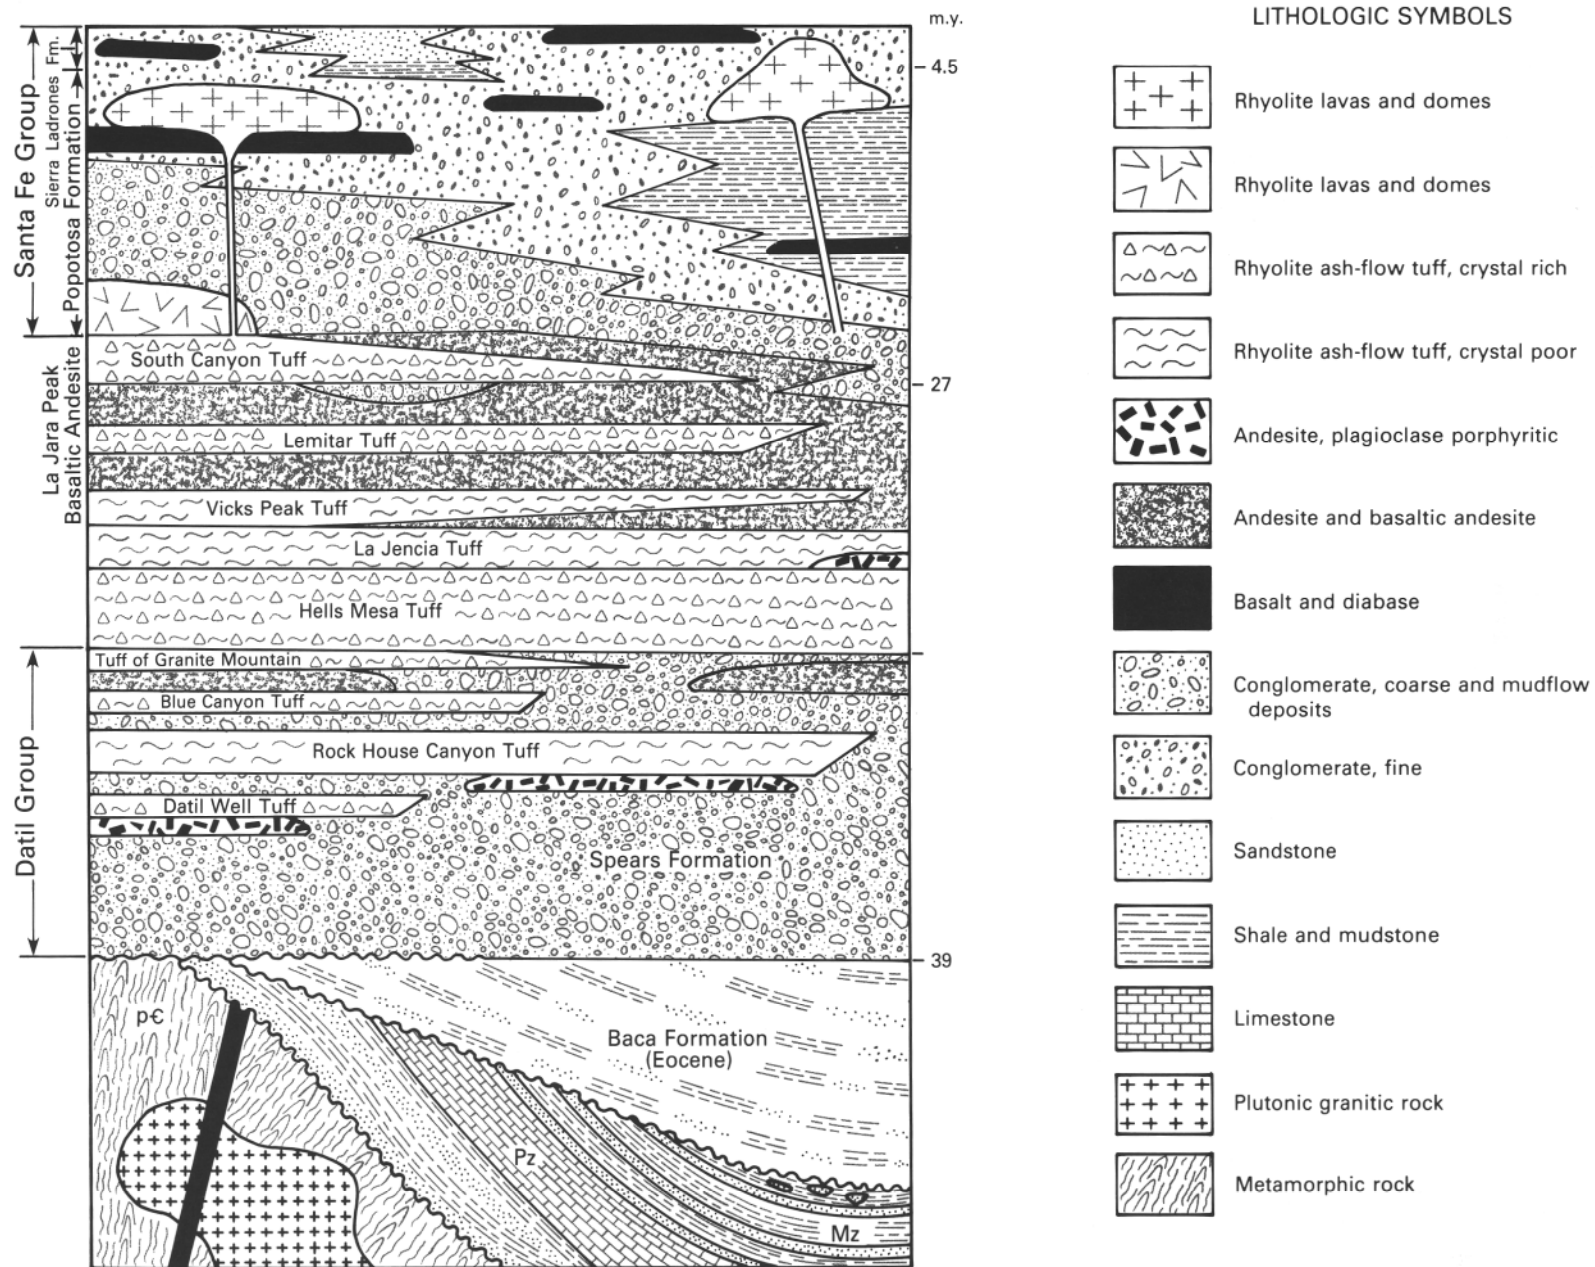 m.y.
4.5
27
39
Santa Fe Group
Sierra Ladrones Fm.
Popotosa Formation
La Jara Peak
Basaltic Andesite
Datil Group
South Canyon Tuff
Lemitar Tuff
Vicks Peak Tuff
La Jencia Tuff
Hells Mesa Tuff
Tuff of Granite Mountain
Blue Canyon Tuff
Rock House Canyon Tuff
Datil Well Tuff
Spears Formation
p€
Baca Formation
(Eocene)
Pz
Mz
LITHOLOGIC SYMBOLS
Rhyolite lavas and domes
Rhyolite lavas and domes
Rhyolite ash-flow tuff, crystal rich
Rhyolite ash-flow tuff, crystal poor
Andesite, plagioclase porphyritic
Andesite and basaltic andesite
Basalt and diabase
Conglomerate, coarse and mudflow
deposits
Conglomerate, fine
Sandstone
Shale and mudstone
Limestone
Plutonic granitic rock
Metamorphic rock